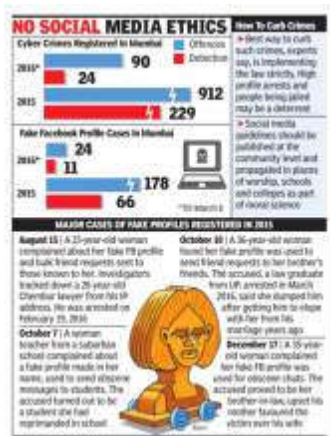 NO SOCIAL MEDIA ETHICS
Cyber Crimes Registered In Mumbai
Offences
Detection
2016*
90
24
2015
912
229
Fake Facebook Profile Cases In Mumbai
2016*
24
11
2015
178
66
How To Curb Crimes
Best way to curb
such crimes, experts
say, is implementing
the law strictly. High
profile arrests and
people being jailed
may be a deterrent
Social media
guidelines should be
published at the
community level and
propagated in places
of worship, schools
and colleges as part
of moral science
MAJOR CASES OF FAKE PROFILES REGISTERED IN 2015
August 15 | A 23-year-old woman
complained about her fake FB profile
and bulk friend requests sent to
those known to her. Investigators
tracked down a 28-year-old
Chembur lawyer from his IP
address. He was arrested on
February 19, 2016
October 7 | A woman
teacher from a suburban
school complained about
a fake profile made in her
name, used to send obscene
messages to students. The
accused turned out to be
a student she had
reprimanded in school
October 10 | A 36-year-old woman
found her fake profile was used to
send friend requests to her brother's
friends. The accused, a law graduate
from UP, arrested in March
2016, said she dumped him
after getting him to elope
with her from his
marriage years ago
December 17 | A 35-year-
old woman complained
her fake FB profile was
used for obscene chats. The
accused proved to be her
brother-in-law, upset his
mother favoured the
victim over his wife